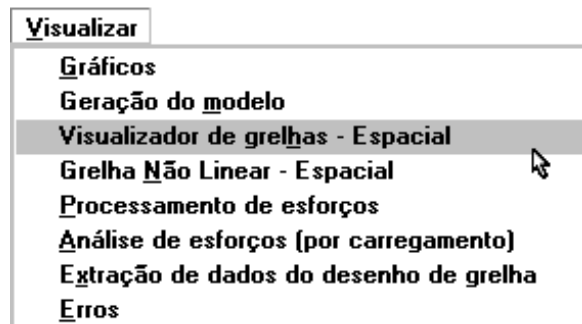 Visualizar
Gráficos
Geração do modelo
Visualizador de grelhas - Espacial
Grelha Não Linear - Espacial
Processamento de esforços
Análise de esforços (por carregamento)
Extração de dados do desenho de grelha
Erros